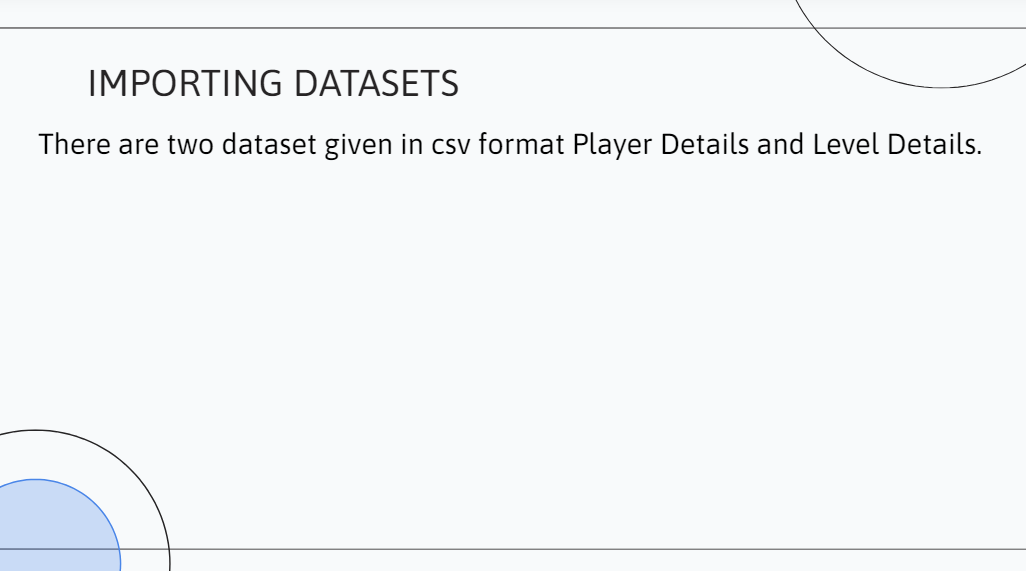 IMPORTING DATASETS
There are two dataset given in csv format Player Details and Level Details.